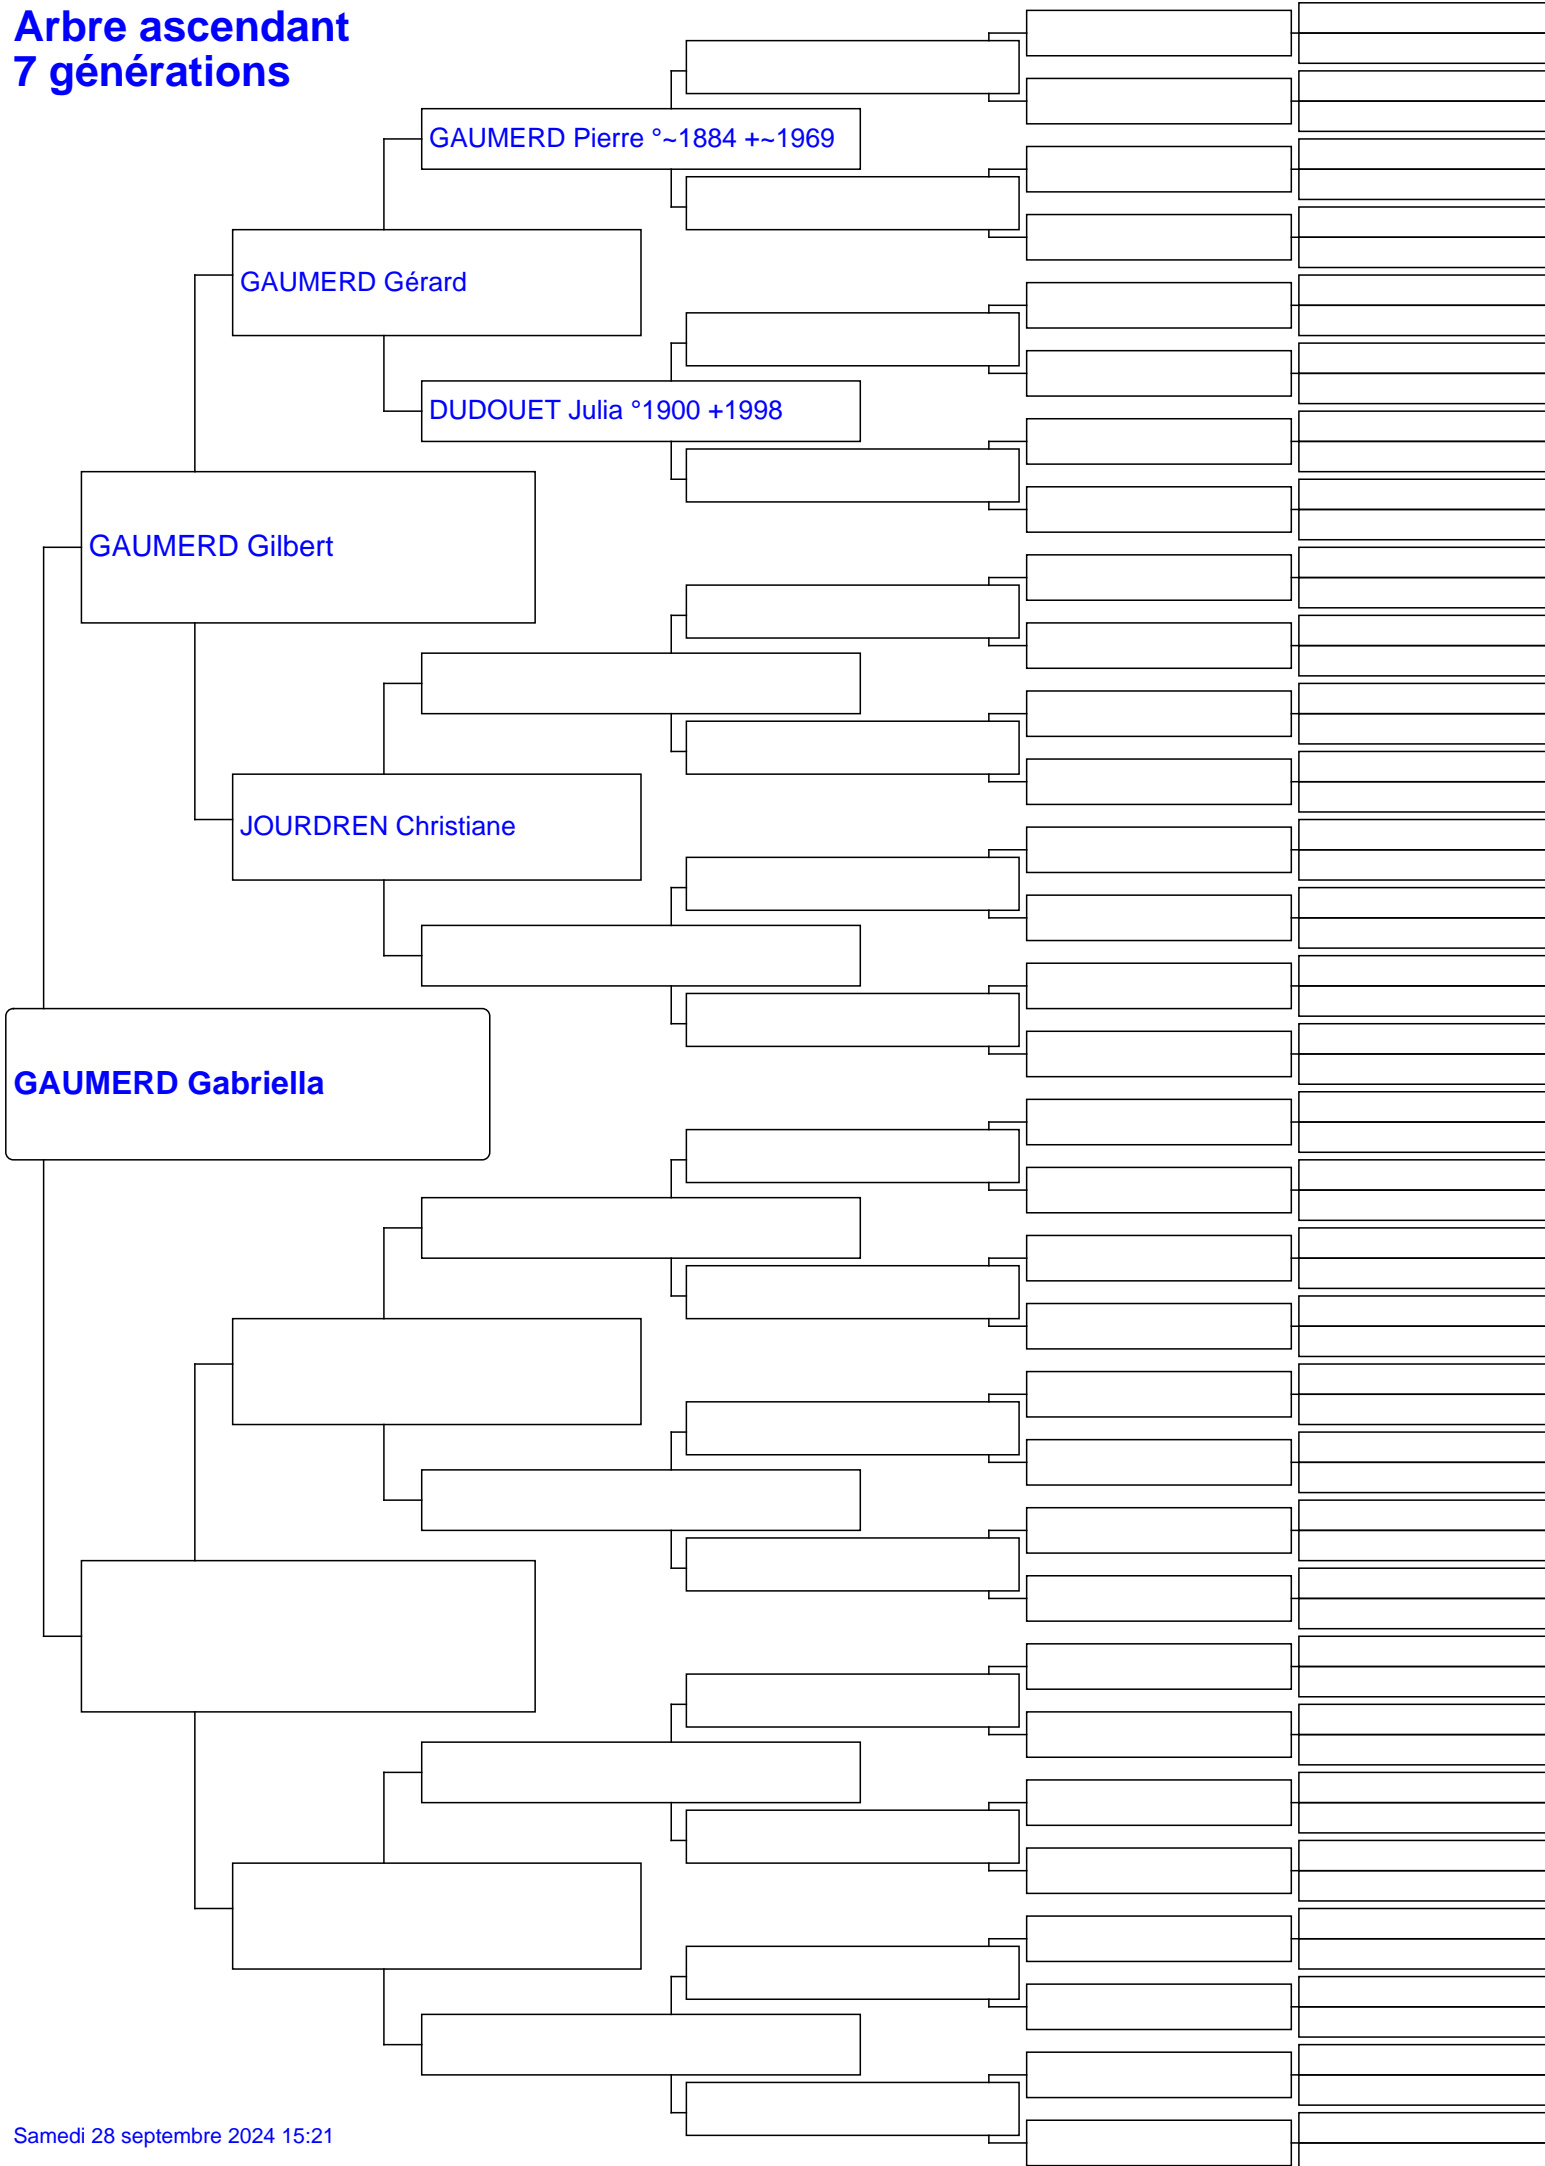 Arbre ascendant
7 générations
GAUMERD Pierre °~1884 +~1969
GAUMERD Gérard
DUDOUET Julia °1900 +1998
GAUMERD Gilbert
JOURDREN Christiane
GAUMERD Gabriella
Samedi 28 septembre 2024 15:21